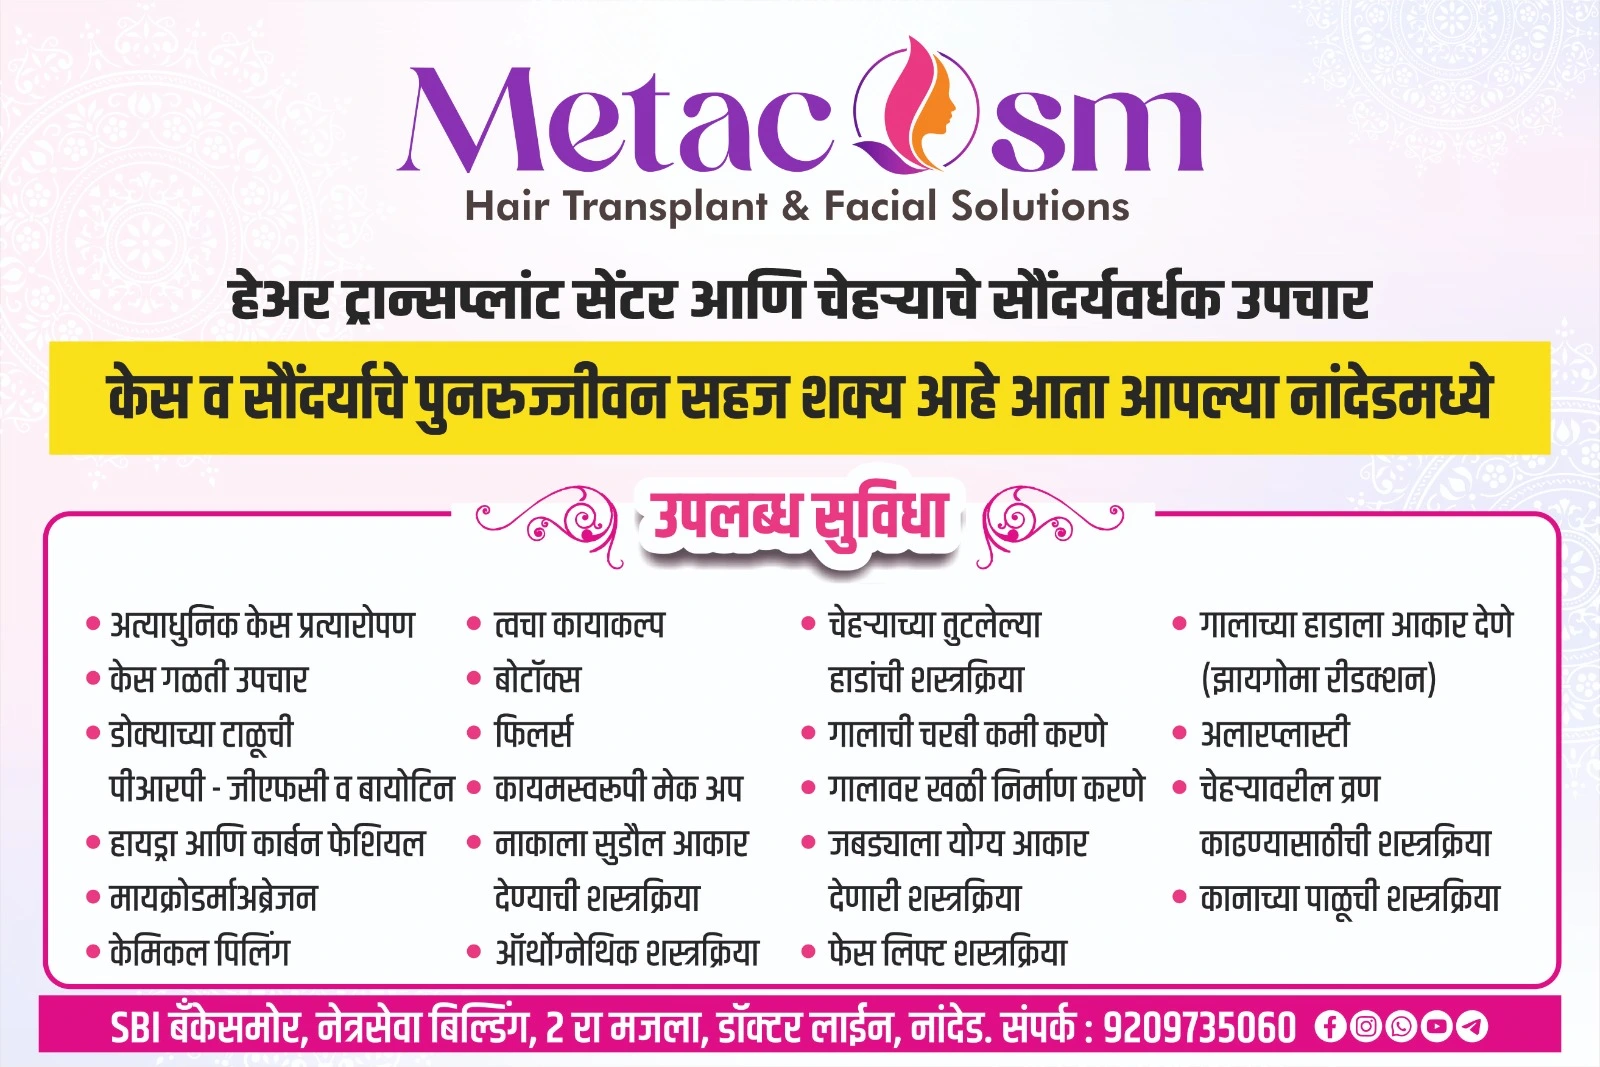 Metacosm
Hair Transplant & Facial Solutions
हेअर ट्रान्सप्लांट सेंटर आणि चेहऱ्याचे सौंदर्यवर्धक उपचार
केस व सौंदर्याचे पुनरुज्जीवन सहज शक्य आहे आता आपल्या नांदेडमध्ये
उपलब्ध सुविधा
• अत्याधुनिक केस प्रत्यारोपण
• केस गळती उपचार
• डोक्याच्या टाळूची
पीआरपी - जीएफसी व बायोटिन
• हायड्रा आणि कार्बन फेशियल
• मायक्रोडर्माअब्रेजन
• केमिकल पिलिंग
• त्वचा कायाकल्प
• बोटॉक्स
• फिलर्स
• कायमस्वरूपी मेक अप
• नाकाला सुडौल आकार
देण्याची शस्त्रक्रिया
• ऑर्थोग्नेथिक शस्त्रक्रिया
• चेहऱ्याच्या तुटलेल्या
हाडांची शस्त्रक्रिया
• गालाची चरबी कमी करणे
• गालावर खळी निर्माण करणे
• जबड्याला योग्य आकार
देणारी शस्त्रक्रिया
• फेस लिफ्ट शस्त्रक्रिया
• गालाच्या हाडाला आकार देणे
(झायगोमा रीडक्शन)
• अलारप्लास्टी
• चेहऱ्यावरील व्रण
काढण्यासाठीची शस्त्रक्रिया
• कानाच्या पाळूची शस्त्रक्रिया
SBI बँकेसमोर, नेत्रसेवा बिल्डिंग, 2 रा मजला, डॉक्टर लाईन, नांदेड. संपर्क : 9209735060